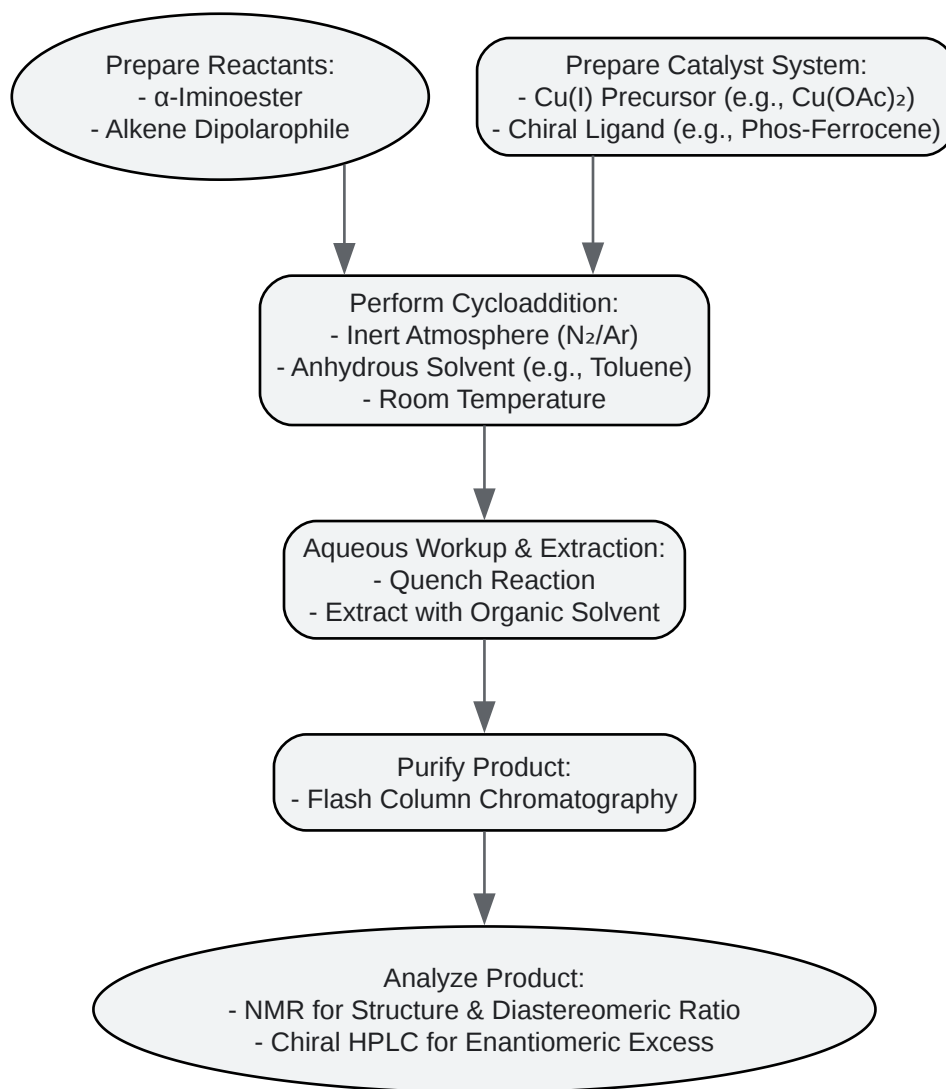 Prepare Reactants:
- α-Iminoester
- Alkene Dipolarophile
Prepare Catalyst System:
- Cu(I) Precursor (e.g., Cu(OAc)₂)
- Chiral Ligand (e.g., Phos-Ferrocene)
Perform Cycloaddition:
- Inert Atmosphere (N₂/Ar)
- Anhydrous Solvent (e.g., Toluene)
- Room Temperature
Aqueous Workup & Extraction:
- Quench Reaction
- Extract with Organic Solvent
Purify Product:
- Flash Column Chromatography
Analyze Product:
- NMR for Structure & Diastereomeric Ratio
- Chiral HPLC for Enantiomeric Excess